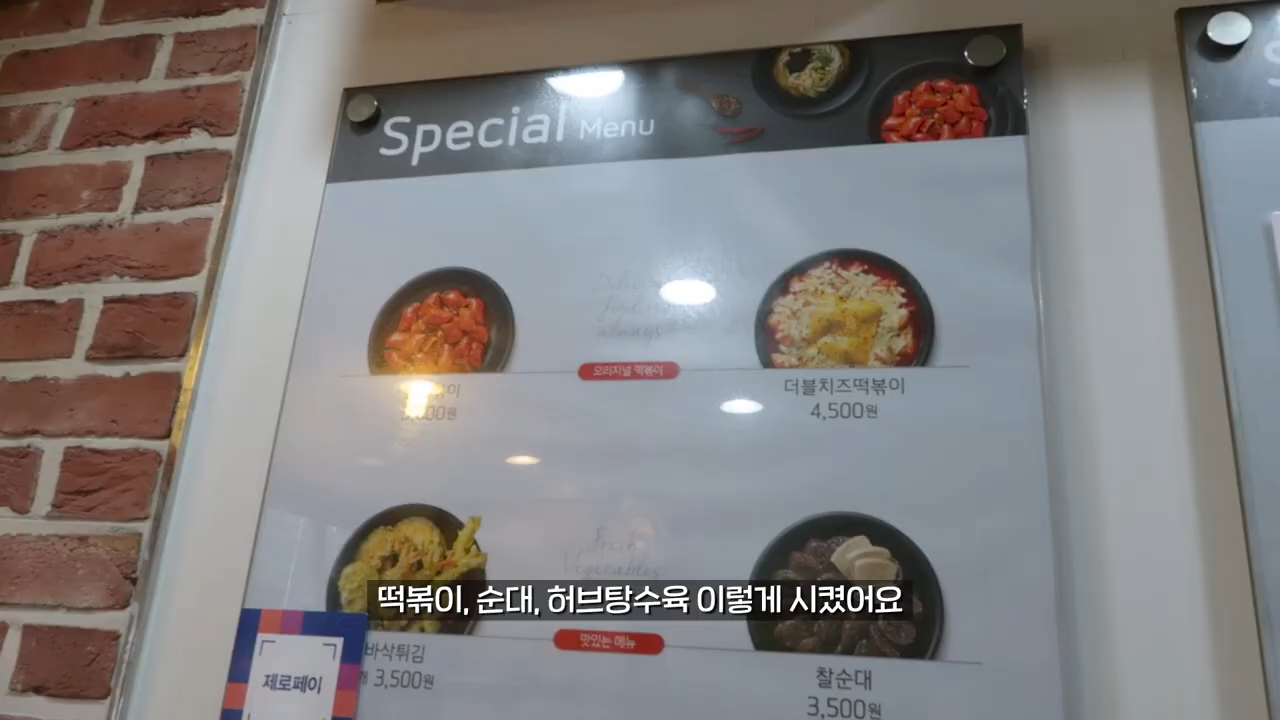 Special Menu
오리지널 떡볶이
더블치즈떡볶이
4,500원
always
Vegetables
맛있는 메뉴
바삭튀김
3,500원
찰순대
3,500원
제로페이
떡볶이, 순대, 허브탕수육 이렇게 시켰어요